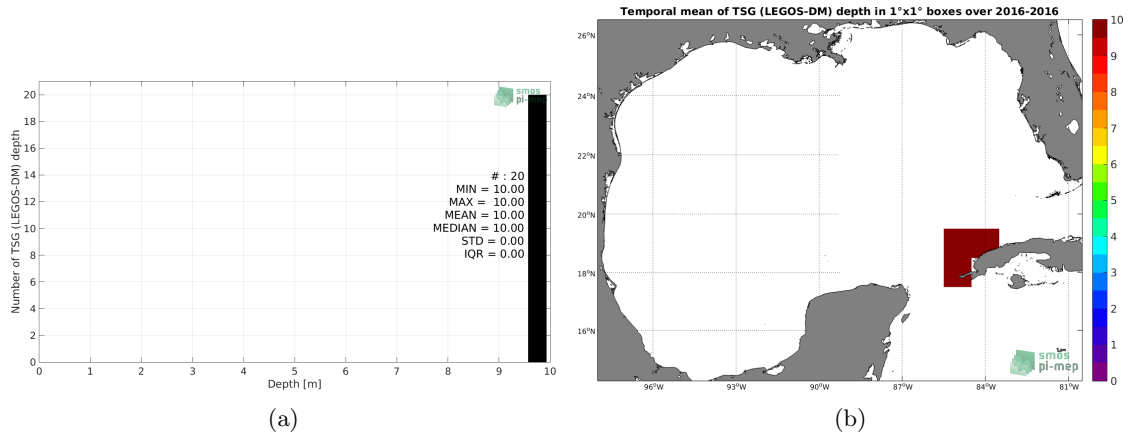 Temporal mean of TSG (LEGOS-DM) depth in 1°x1° boxes over 2016-2016
smos
pi-mep
Number of TSG (LEGOS-DM) depth
20
18
16
14
12
10
8
6
4
2
0
# : 20
MIN = 10.00
MAX = 10.00
MEAN = 10.00
MEDIAN = 10.00
STD = 0.00
IQR = 0.00
0 1 2 3 4 5 6 7 8 9 10
Depth [m]
(a)
26°N
24°N
22°N
20°N
18°N
16°N
96°W 93°W 90°W 87°W 84°W 81°W
smos
pi-mep
10
9
8
7
6
5
4
3
2
1
0
(b)